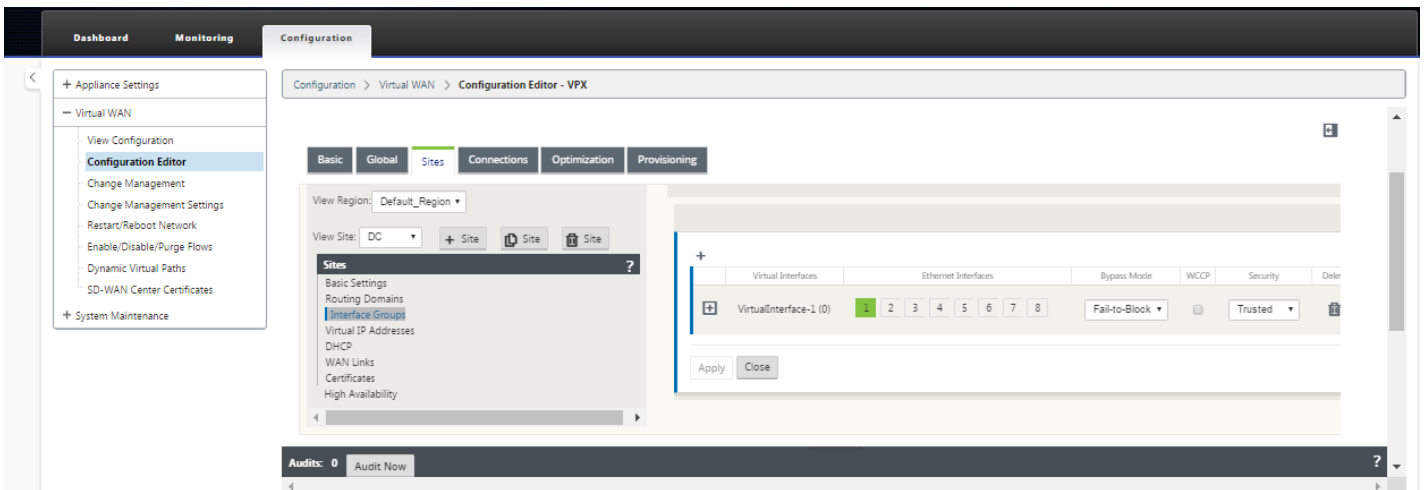 Dashboard Monitoring Configuration
+ Appliance Settings
− Virtual WAN
View Configuration
Configuration Editor
Change Management
Change Management Settings
Restart/Reboot Network
Enable/Disable/Purge Flows
Dynamic Virtual Paths
SD-WAN Center Certificates
+ System Maintenance
Configuration > Virtual WAN > Configuration Editor - VPX
Basic Global Sites Connections Optimization Provisioning
View Region: Default_Region
View Site: DC + Site Site Site
Sites ?
Basic Settings
Routing Domains
Interface Groups
Virtual IP Addresses
DHCP
WAN Links
Certificates
High Availability
+
Virtual Interfaces Ethernet Interfaces Bypass Mode WCCP Security Delet
+ VirtualInterface-1 (0) 1 2 3 4 5 6 7 8 Fail-to-Block Trusted
Apply Close
Audits: 0 Audit Now ?